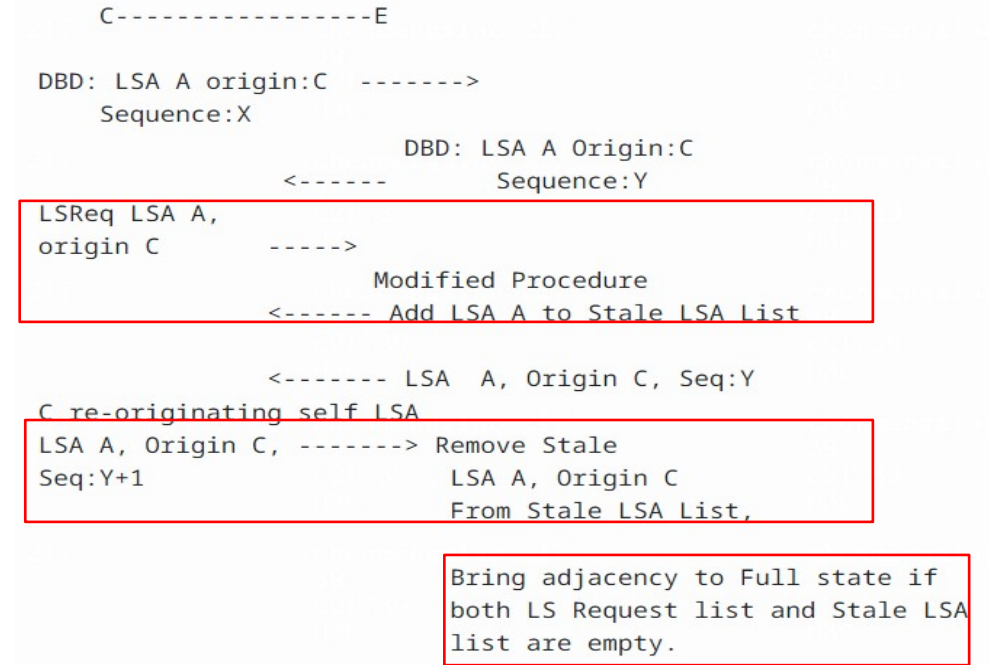 C-----------------E
DBD: LSA A origin:C ------->
Sequence:X
DBD: LSA A Origin:C
<------ Sequence:Y
LSReq LSA A,
origin C ----->
Modified Procedure
<------ Add LSA A to Stale LSA List
<------- LSA A, Origin C, Seq:Y
C re-originating self LSA
LSA A, Origin C, -------> Remove Stale
Seq:Y+1 LSA A, Origin C
From Stale LSA List,
Bring adjacency to Full state if
both LS Request list and Stale LSA
list are empty.